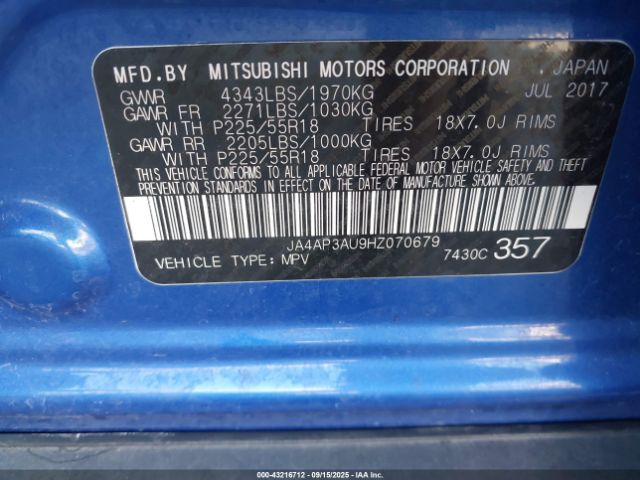 MFD.BY MITSUBISHI MOTORS CORPORATION . JAPAN
GVWR 4343LBS/1970KG JUL 2017
GAWR FR 2271LBS/1030KG
WITH P225/55R18 TIRES 18X7.0J RIMS
GAWR RR 2205LBS/1000KG
WITH P225/55R18 TIRES 18X7.0J RIMS
THIS VEHICLE CONFORMS TO ALL APPLICABLE FEDERAL MOTOR VEHICLE SAFETY AND THEFT
PREVENTION STANDARDS IN EFFECT ON THE DATE OF MANUFACTURE SHOWN ABOVE.
JA4AP3AU9HZ070679
VEHICLE TYPE: MPV 7430C 357
000-43216712 - 09/15/2025 - IAAI.COM